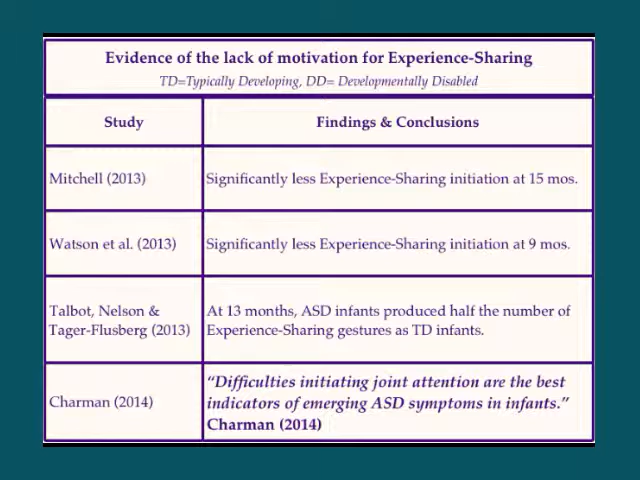 Evidence of the lack of motivation for Experience-Sharing
TD=Typically Developing, DD= Developmentally Disabled
Study
Findings & Conclusions
Mitchell (2013)
Significantly less Experience-Sharing initiation at 15 mos.
Watson et al. (2013)
Significantly less Experience-Sharing initiation at 9 mos.
Talbot, Nelson &
Tager-Flusberg (2013)
At 13 months, ASD infants produced half the number of
Experience-Sharing gestures as TD infants.
Charman (2014)
“Difficulties initiating joint attention are the best
indicators of emerging ASD symptoms in infants.”
Charman (2014)